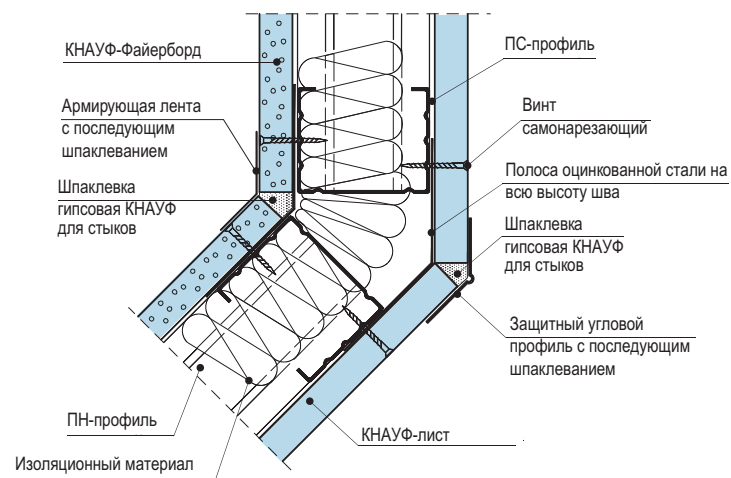 КНАУФ-Файерборд
Армирующая лента
с последующим
шпаклеванием
Шпаклевка
гипсовая КНАУФ
для стыков
ПН-профиль
Изоляционный материал
ПС-профиль
Винт
самонарезающий
Полоса оцинкованной стали на
всю высоту шва
Шпаклевка
гипсовая КНАУФ
для стыков
Защитный угловой
профиль с последующим
шпаклеванием
КНАУФ-лист